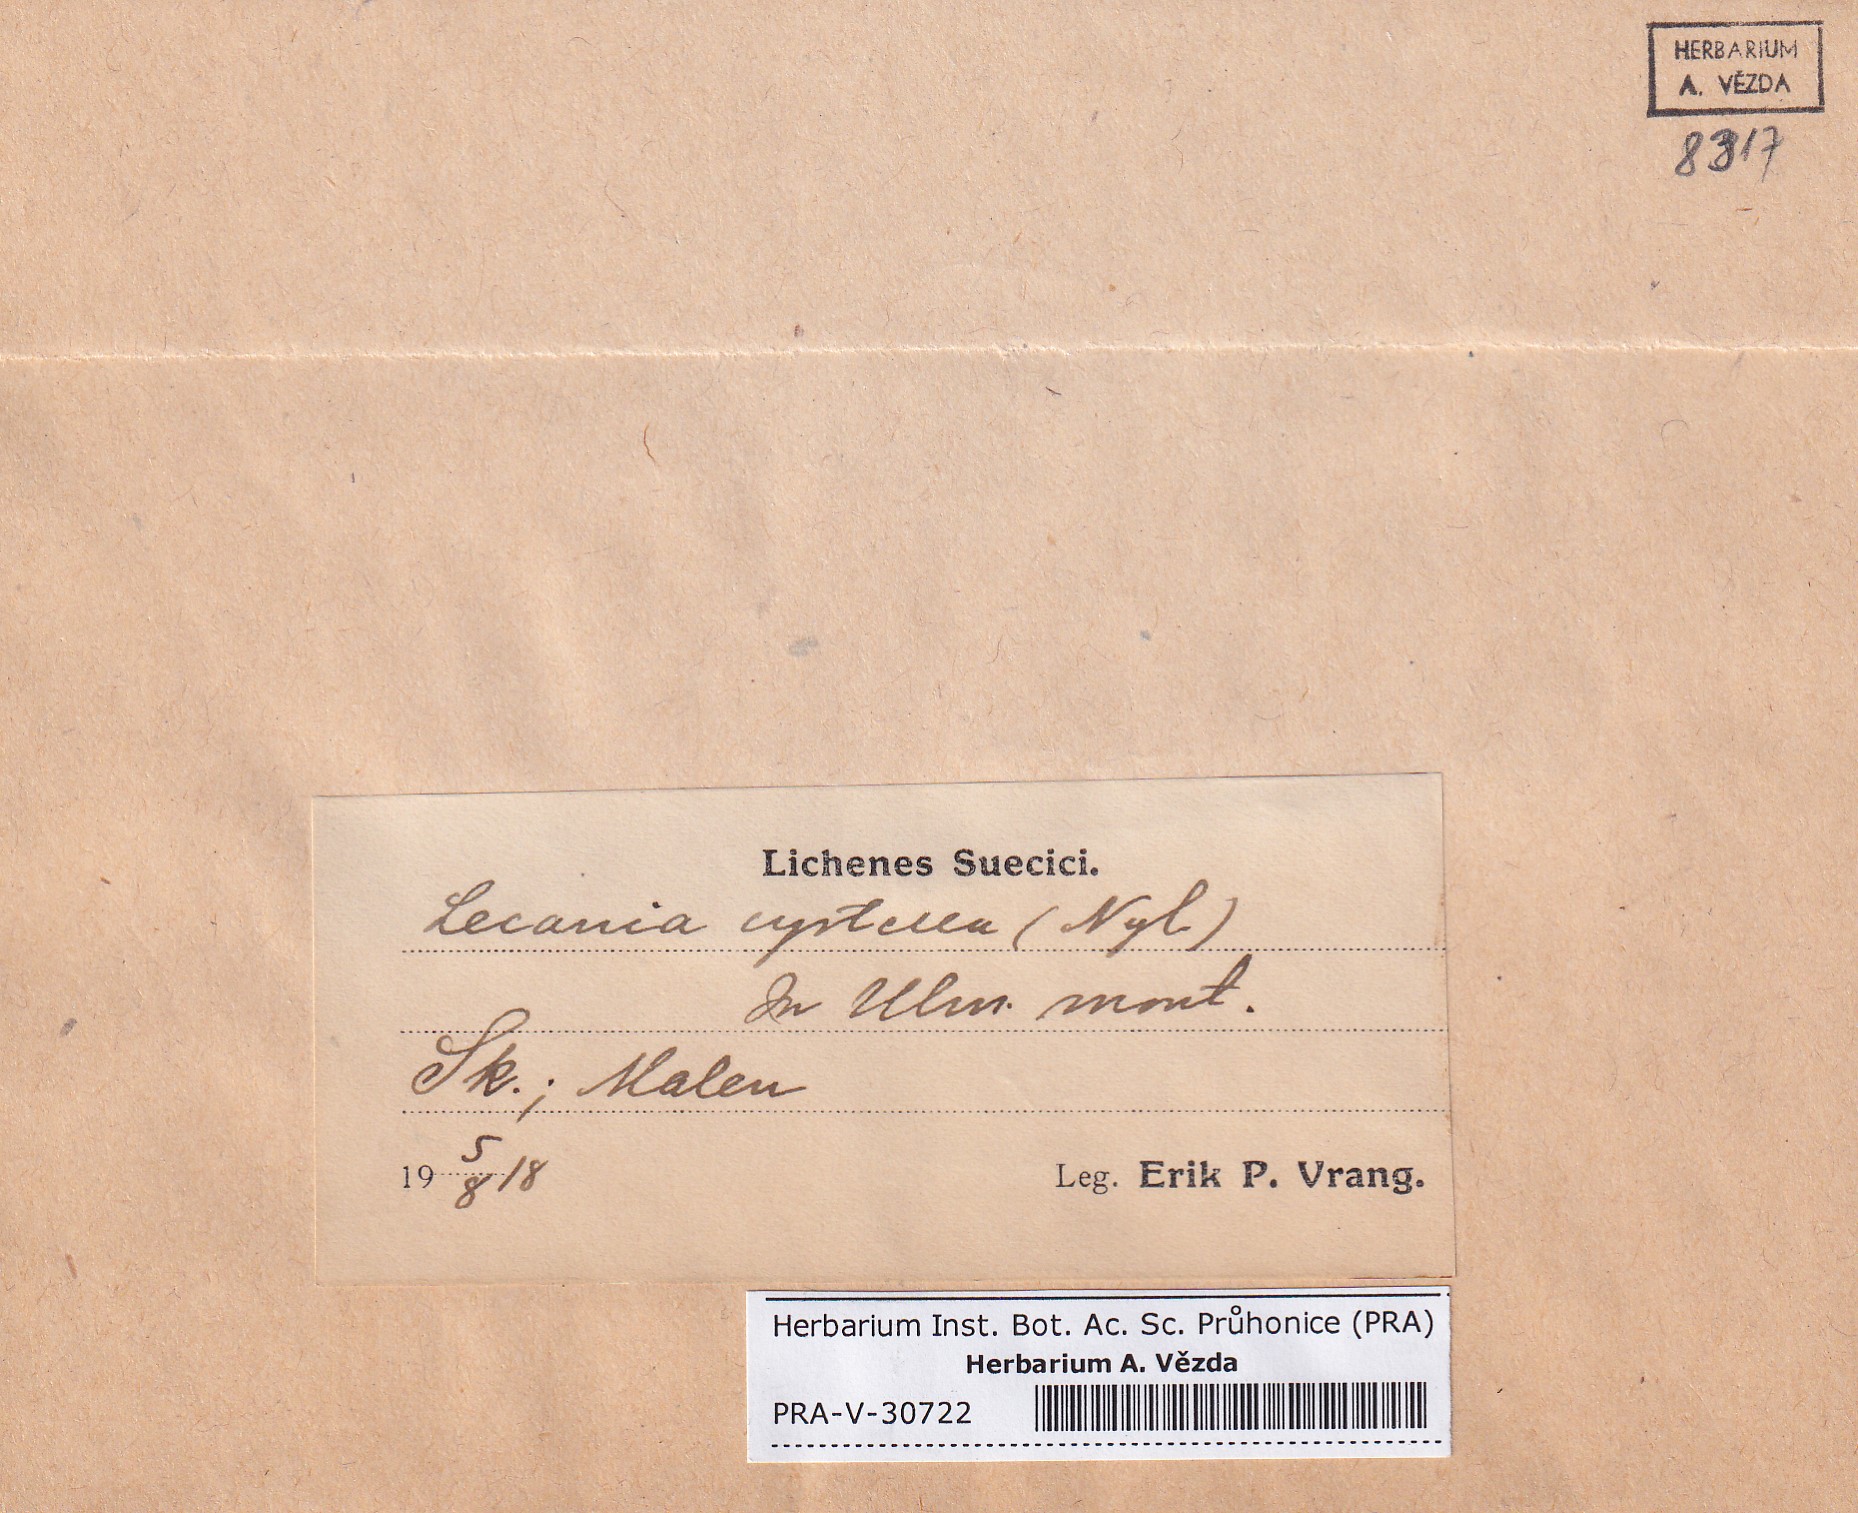 HERBARIUM
A. VĚZDA
8317
Lichenes Suecici.
Lecania cyrtella (Nyl.)
In Ulm. mont.
Sk.; Malen
19 5/8 18 Leg. Erik P. Vrang.
Herbarium Inst. Bot. Ac. Sc. Průhonice (PRA)
Herbarium A. Vězda
PRA-V-30722